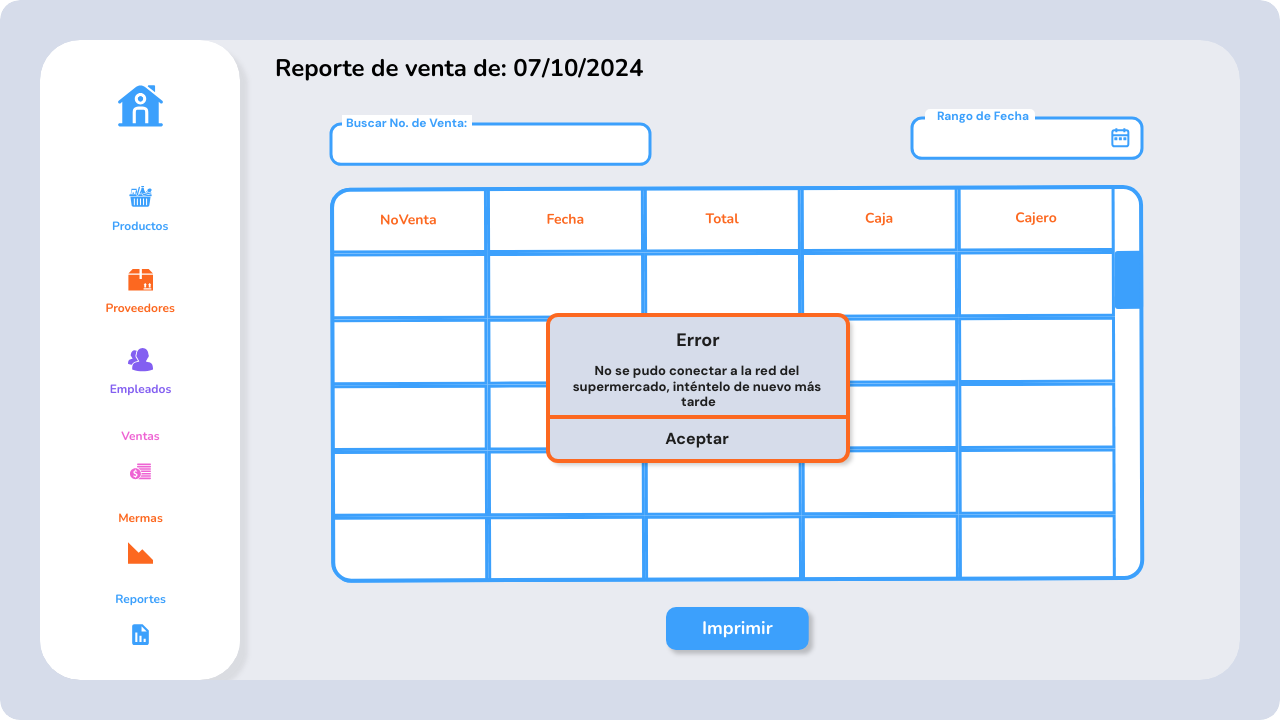 Reporte de venta de: 07/10/2024
Buscar No. de Venta:
Rango de Fecha
Productos
Proveedores
Empleados
Ventas
Mermas
Reportes
NoVenta
Fecha
Total
Caja
Cajero
Error
No se pudo conectar a la red del
supermercado, inténtelo de nuevo más
tarde
Aceptar
Imprimir